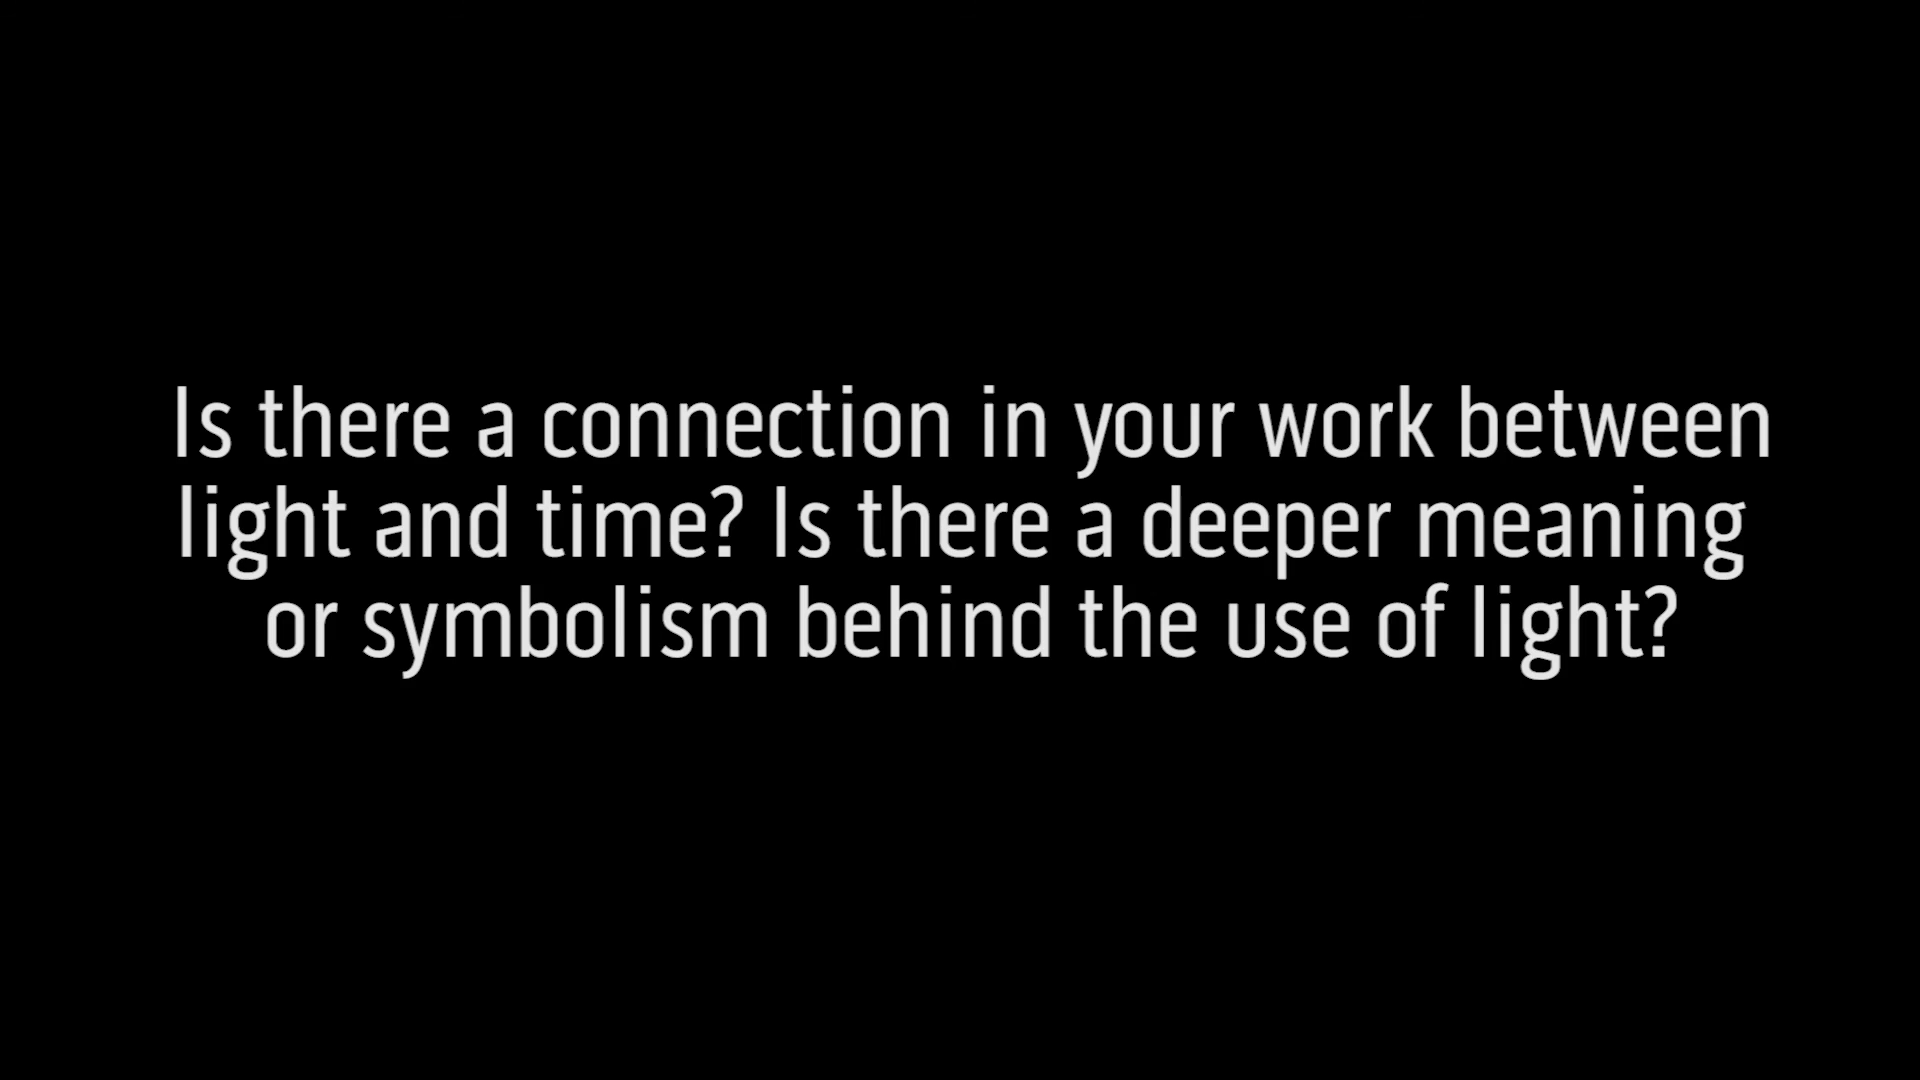 Is there a connection in your work between
light and time? Is there a deeper meaning
or symbolism behind the use of light?